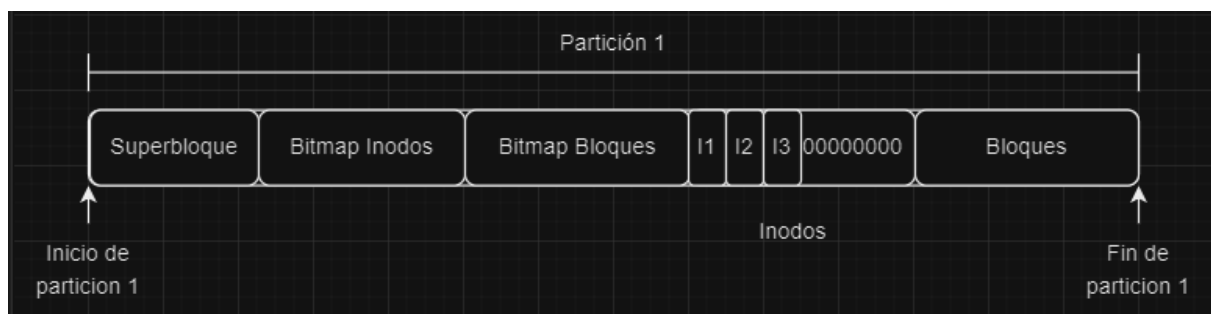 Partición 1
Superbloque
Bitmap Inodos
Bitmap Bloques
I1
I2
I3
00000000
Bloques
Inodos
Inicio de
particion 1
Fin de
particion 1